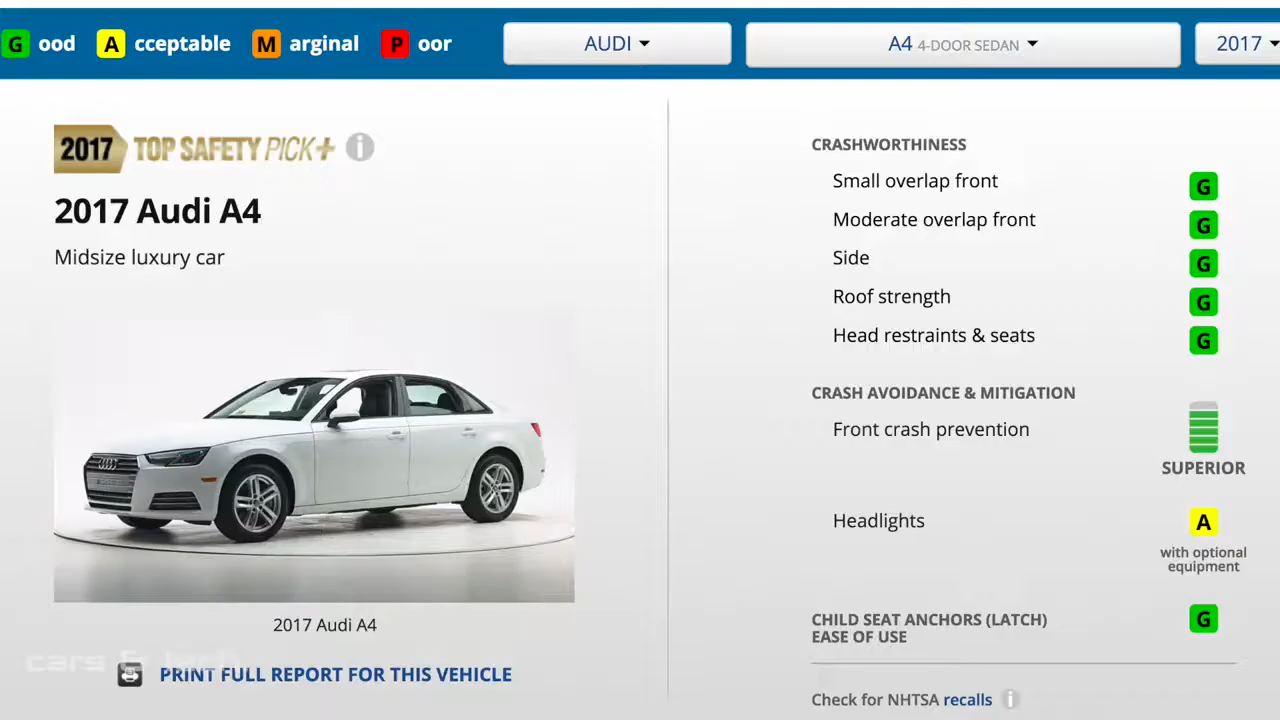 G ood A cceptable M arginal P oor AUDI A4 4-DOOR SEDAN 2017
2017 TOP SAFETY PICK+ i
2017 Audi A4
Midsize luxury car
2017 Audi A4
cars & tech
PRINT FULL REPORT FOR THIS VEHICLE
CRASHWORTHINESS
Small overlap front G
Moderate overlap front G
Side G
Roof strength G
Head restraints & seats G
CRASH AVOIDANCE & MITIGATION
Front crash prevention
SUPERIOR
Headlights A
with optional
equipment
CHILD SEAT ANCHORS (LATCH) G
EASE OF USE
Check for NHTSA recalls i